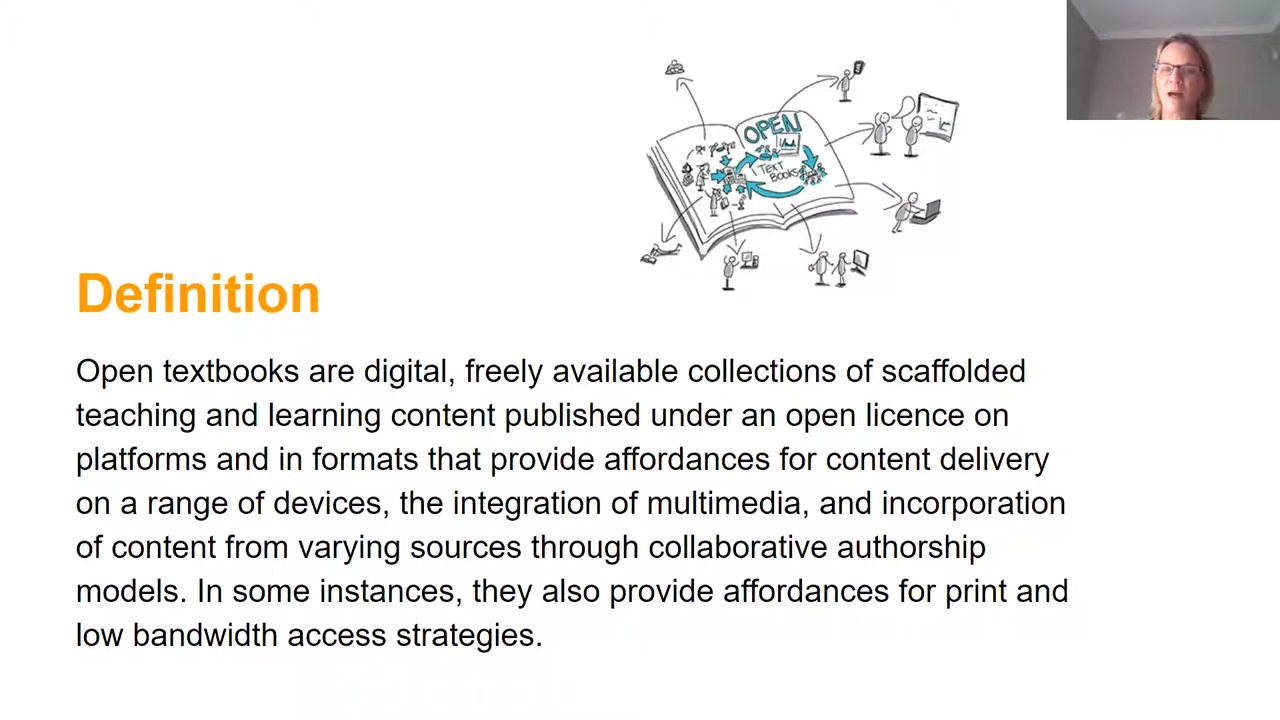 OPEN
TEXT
BOOKS
Definition
Open textbooks are digital, freely available collections of scaffolded
teaching and learning content published under an open licence on
platforms and in formats that provide affordances for content delivery
on a range of devices, the integration of multimedia, and incorporation
of content from varying sources through collaborative authorship
models. In some instances, they also provide affordances for print and
low bandwidth access strategies.